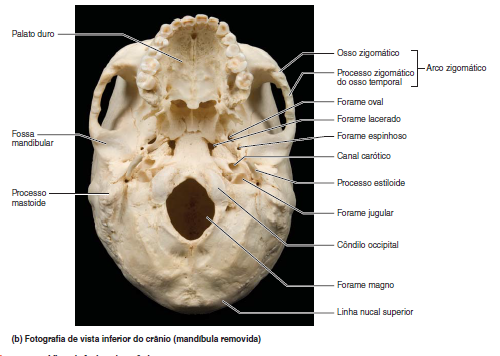 Palato duro
Fossa
mandibular
Processo
mastoide
Osso zigomático
Processo zigomático
do osso temporal
Arco zigomático
Forame oval
Forame lacerado
Forame espinhoso
Canal carótico
Processo estiloide
Forame jugular
Côndilo occipital
Forame magno
Linha nucal superior
(b) Fotografia de vista inferior do crânio (mandíbula removida)